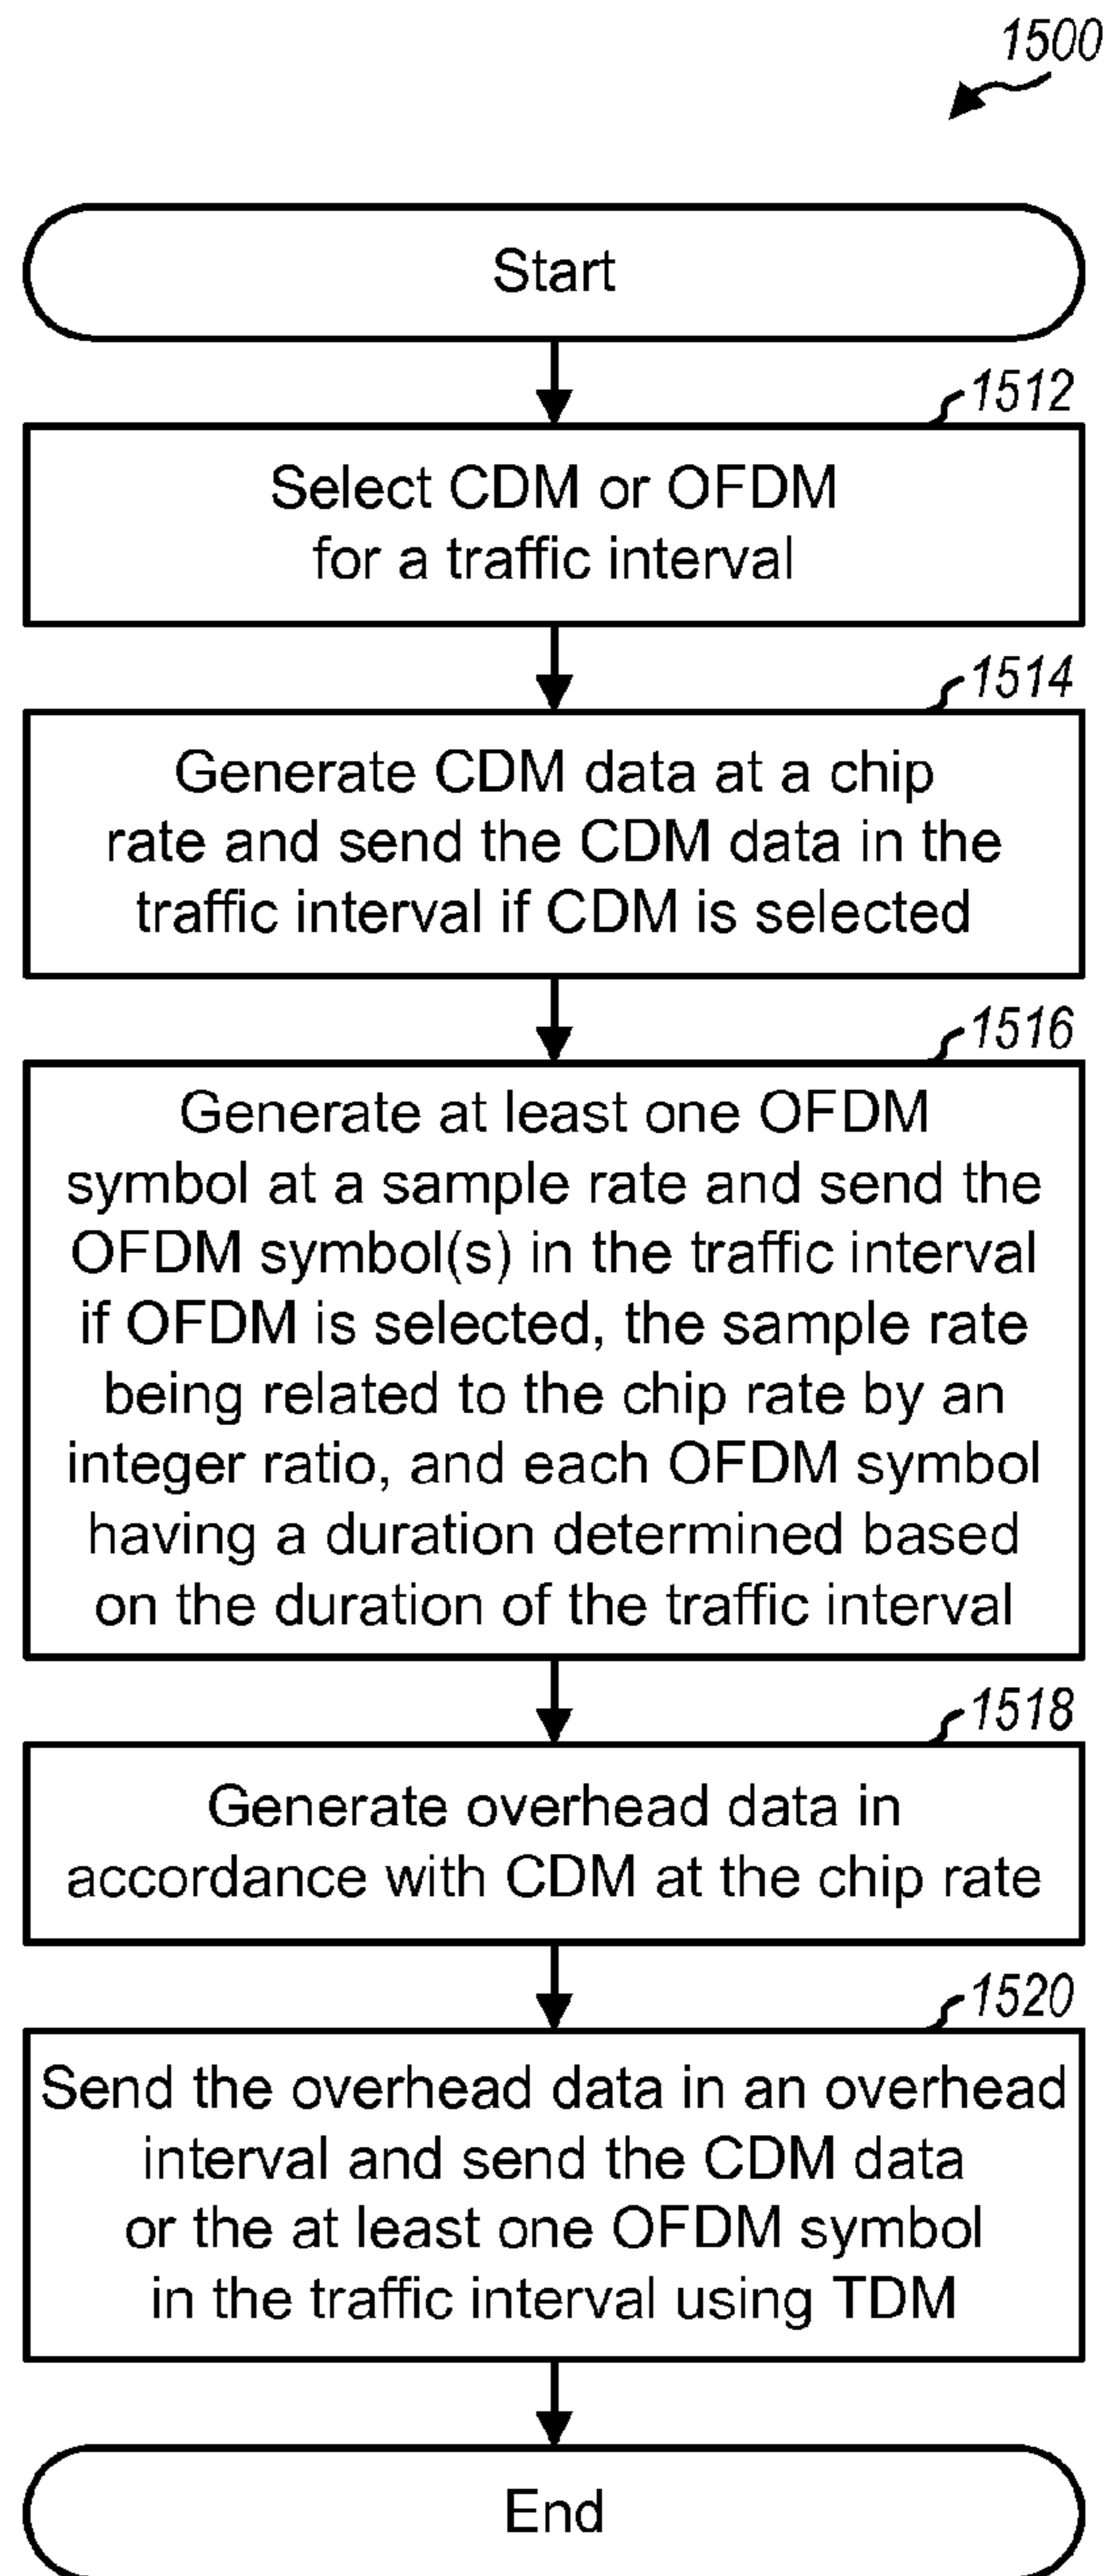 1500
Start
1512
Select CDM or OFDM
for a traffic interval
1514
Generate CDM data at a chip
rate and send the CDM data in the
traffic interval if CDM is selected
1516
Generate at least one OFDM
symbol at a sample rate and send the
OFDM symbol(s) in the traffic interval
if OFDM is selected, the sample rate
being related to the chip rate by an
integer ratio, and each OFDM symbol
having a duration determined based
on the duration of the traffic interval
1518
Generate overhead data in
accordance with CDM at the chip rate
1520
Send the overhead data in an overhead
interval and send the CDM data
or the at least one OFDM symbol
in the traffic interval using TDM
End